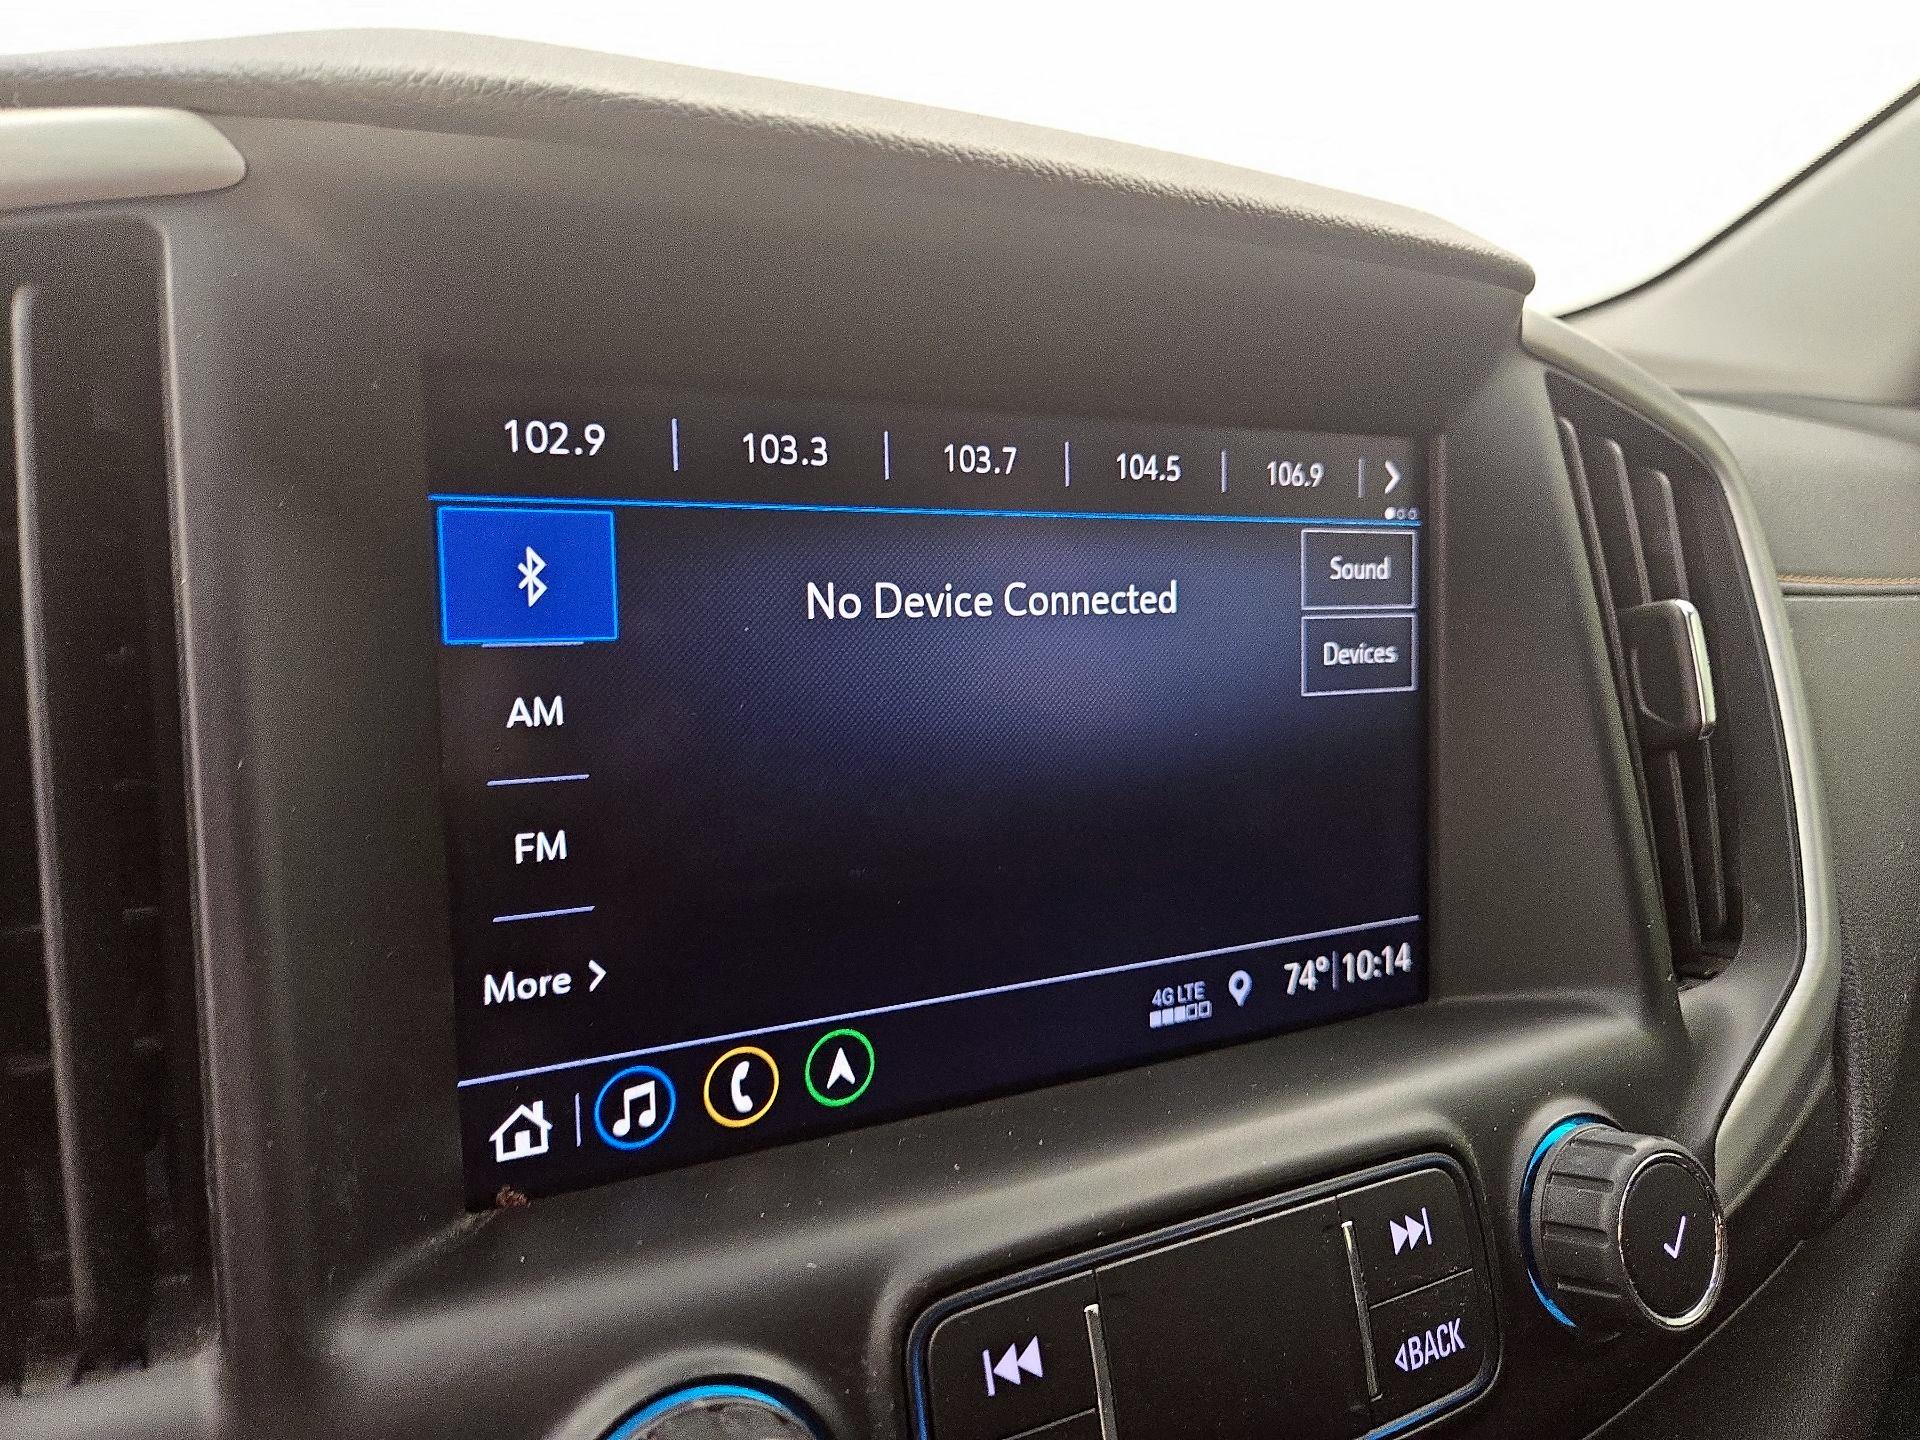 102.9 | 103.3 | 103.7 | 104.5 | 106.9 |
No Device Connected
Sound
Devices
AM
FM
More
4G LTE
74° | 10:14
BACK